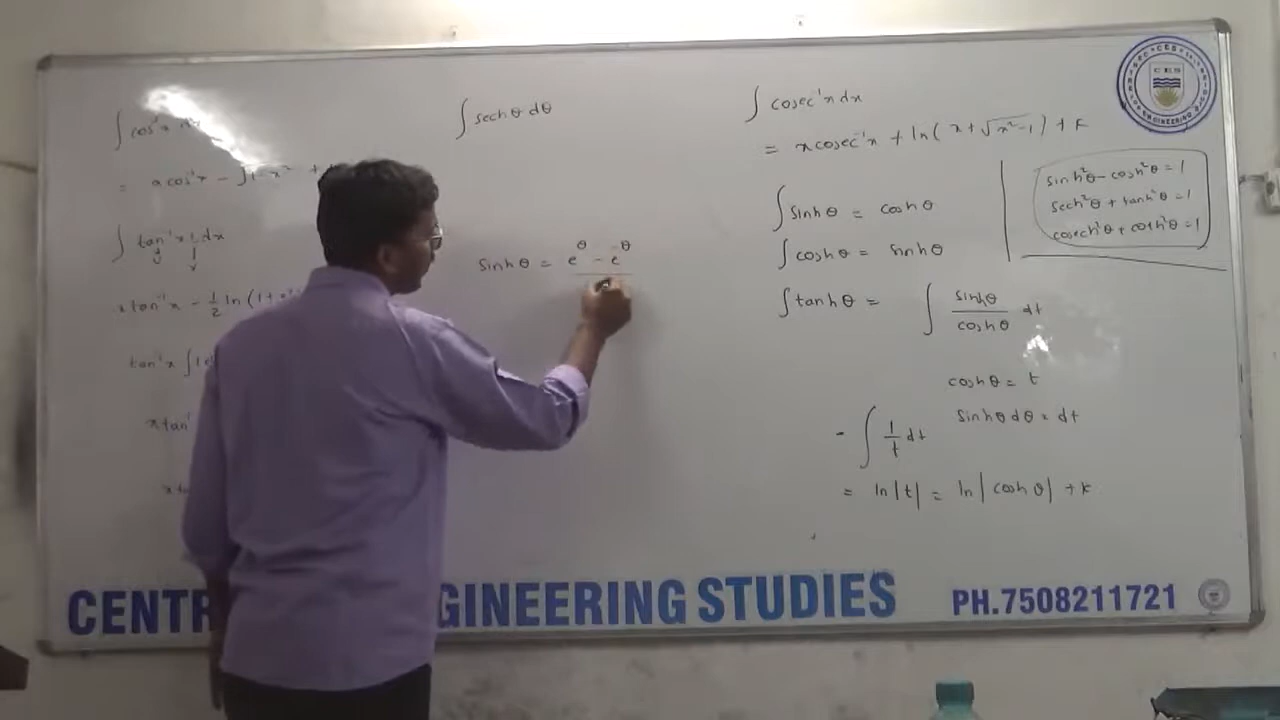 ∫ cos⁻¹x dx
= x cos⁻¹x - √1-x² +
∫ tan⁻¹x 1 dx
x tan⁻¹x - 1/2 ln (1+x²
tan⁻¹x ∫1
x tan⁻¹
∫ sech θ dθ
sinh θ = e^θ - e^-θ
∫ cosec⁻¹x dx
= x cosec⁻¹x + ln( x + √x²-1 ) + k
∫ sinh θ = cosh θ
∫ cosh θ = sinh θ
∫ tanh θ = ∫ sinh θ / cosh θ dt
cosh θ = t
sinh θ dθ = dt
- ∫ 1/t dt
= ln |t| = ln | cosh θ | + k
sinh²θ - cosh²θ = 1
sech²θ + tanh²θ = 1
cosech²θ + coth²θ = 1
CES
CENTR GINEERING STUDIES PH.7508211721